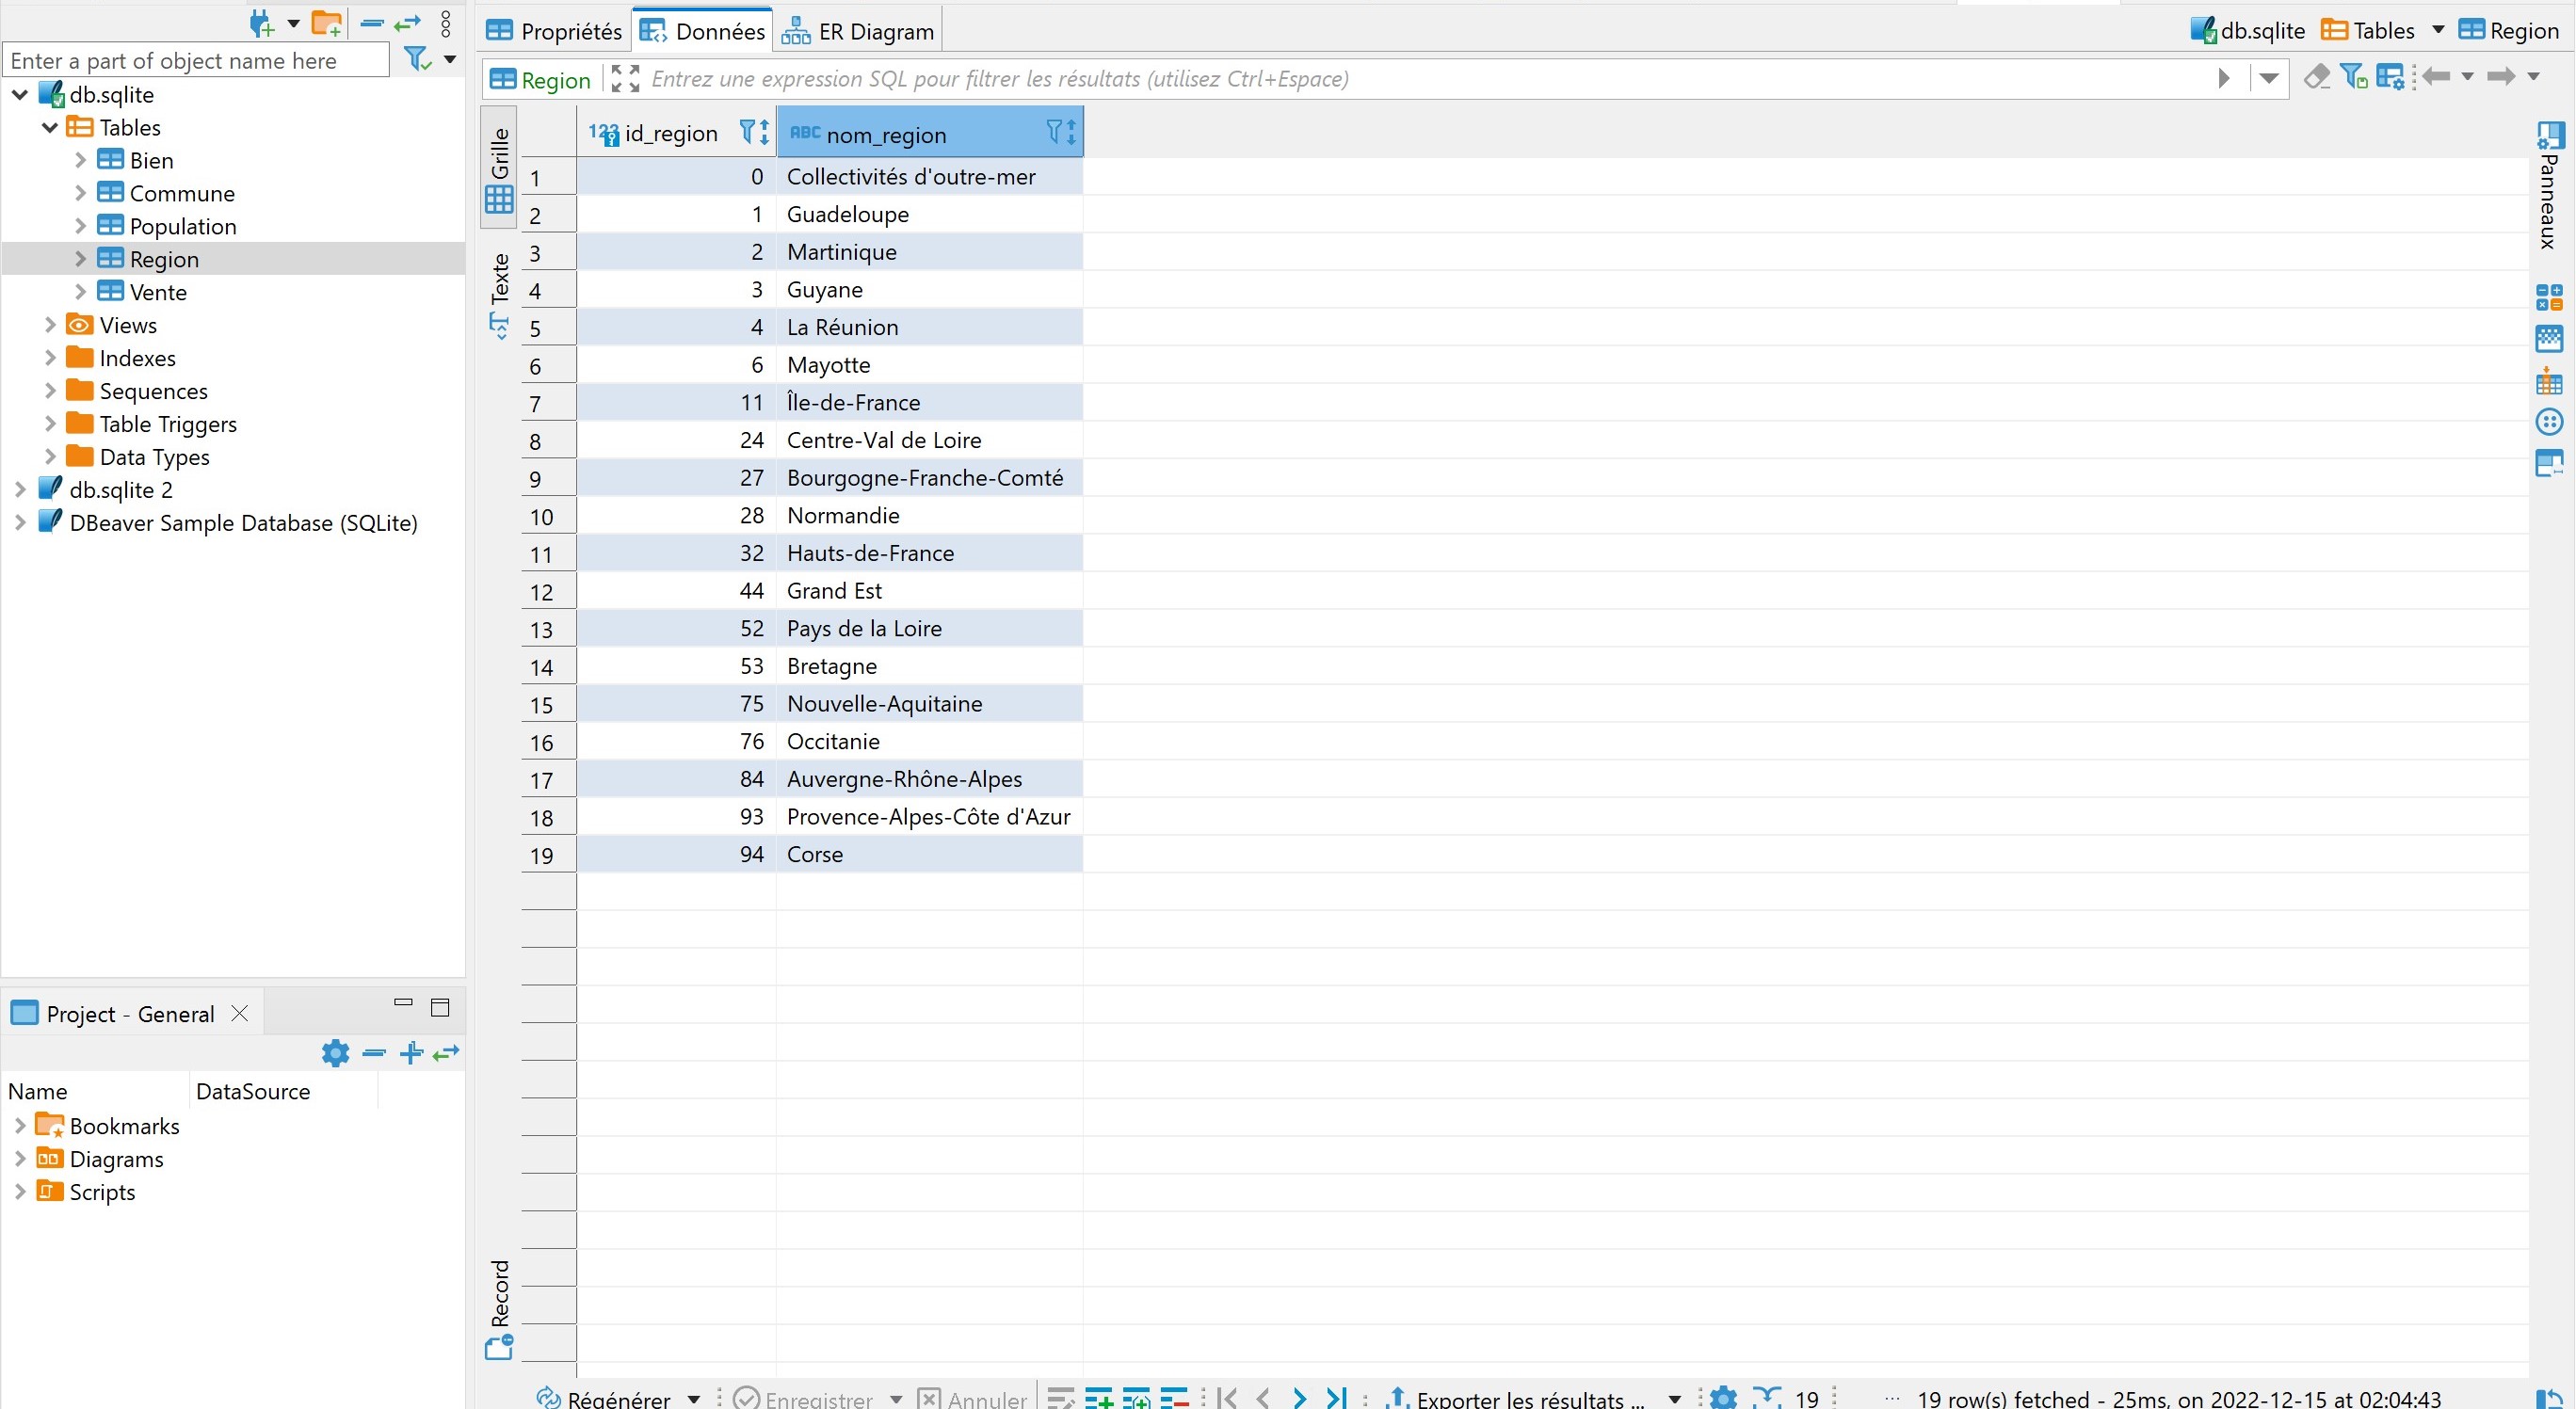 Enter a part of object name here
db.sqlite
Tables
Bien
Commune
Population
Region
Vente
Views
Indexes
Sequences
Table Triggers
Data Types
db.sqlite 2
DBeaver Sample Database (SQLite)
Project - General
Name DataSource
Bookmarks
Diagrams
Scripts
Propriétés Données ER Diagram db.sqlite Tables Region
Region Entrez une expression SQL pour filtrer les résultats (utilisez Ctrl+Espace)
Grille
Texte
Record
123 id_region ABC nom_region
1 0 Collectivités d'outre-mer
2 1 Guadeloupe
3 2 Martinique
4 3 Guyane
5 4 La Réunion
6 6 Mayotte
7 11 Île-de-France
8 24 Centre-Val de Loire
9 27 Bourgogne-Franche-Comté
10 28 Normandie
11 32 Hauts-de-France
12 44 Grand Est
13 52 Pays de la Loire
14 53 Bretagne
15 75 Nouvelle-Aquitaine
16 76 Occitanie
17 84 Auvergne-Rhône-Alpes
18 93 Provence-Alpes-Côte d'Azur
19 94 Corse
Panneaux
Régénérer Enregistrer Annuler Exporter les résultats ... 19 ... 19 row(s) fetched - 25ms, on 2022-12-15 at 02:04:43